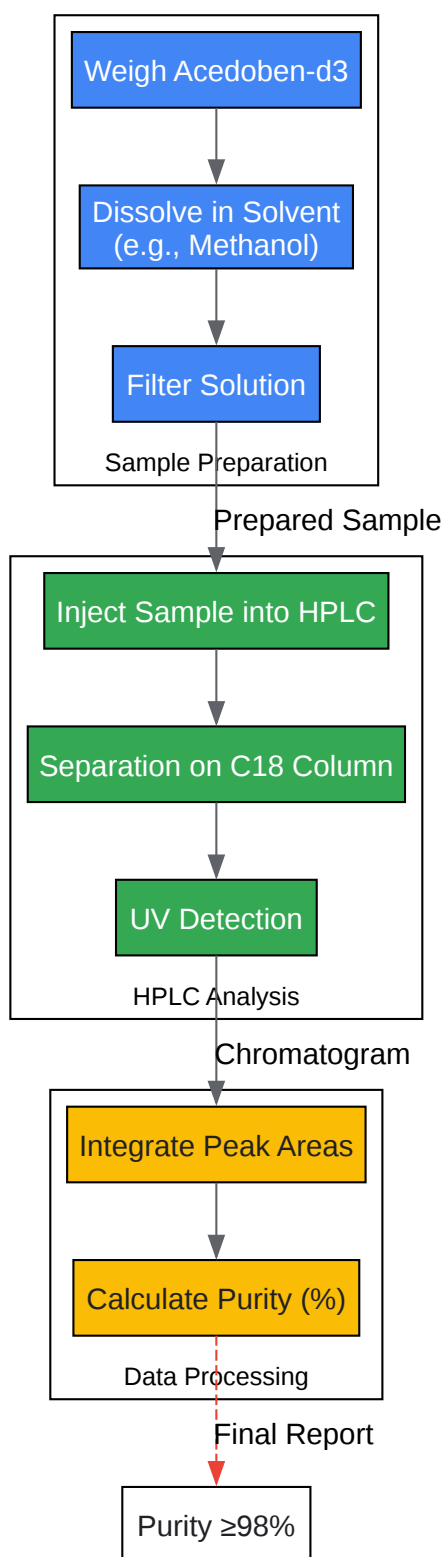 Weigh Acedoben-d3
Dissolve in Solvent
(e.g., Methanol)
Filter Solution
Sample Preparation
Prepared Sample
Inject Sample into HPLC
Separation on C18 Column
UV Detection
HPLC Analysis
Chromatogram
Integrate Peak Areas
Calculate Purity (%)
Data Processing
Final Report
Purity ≥98%